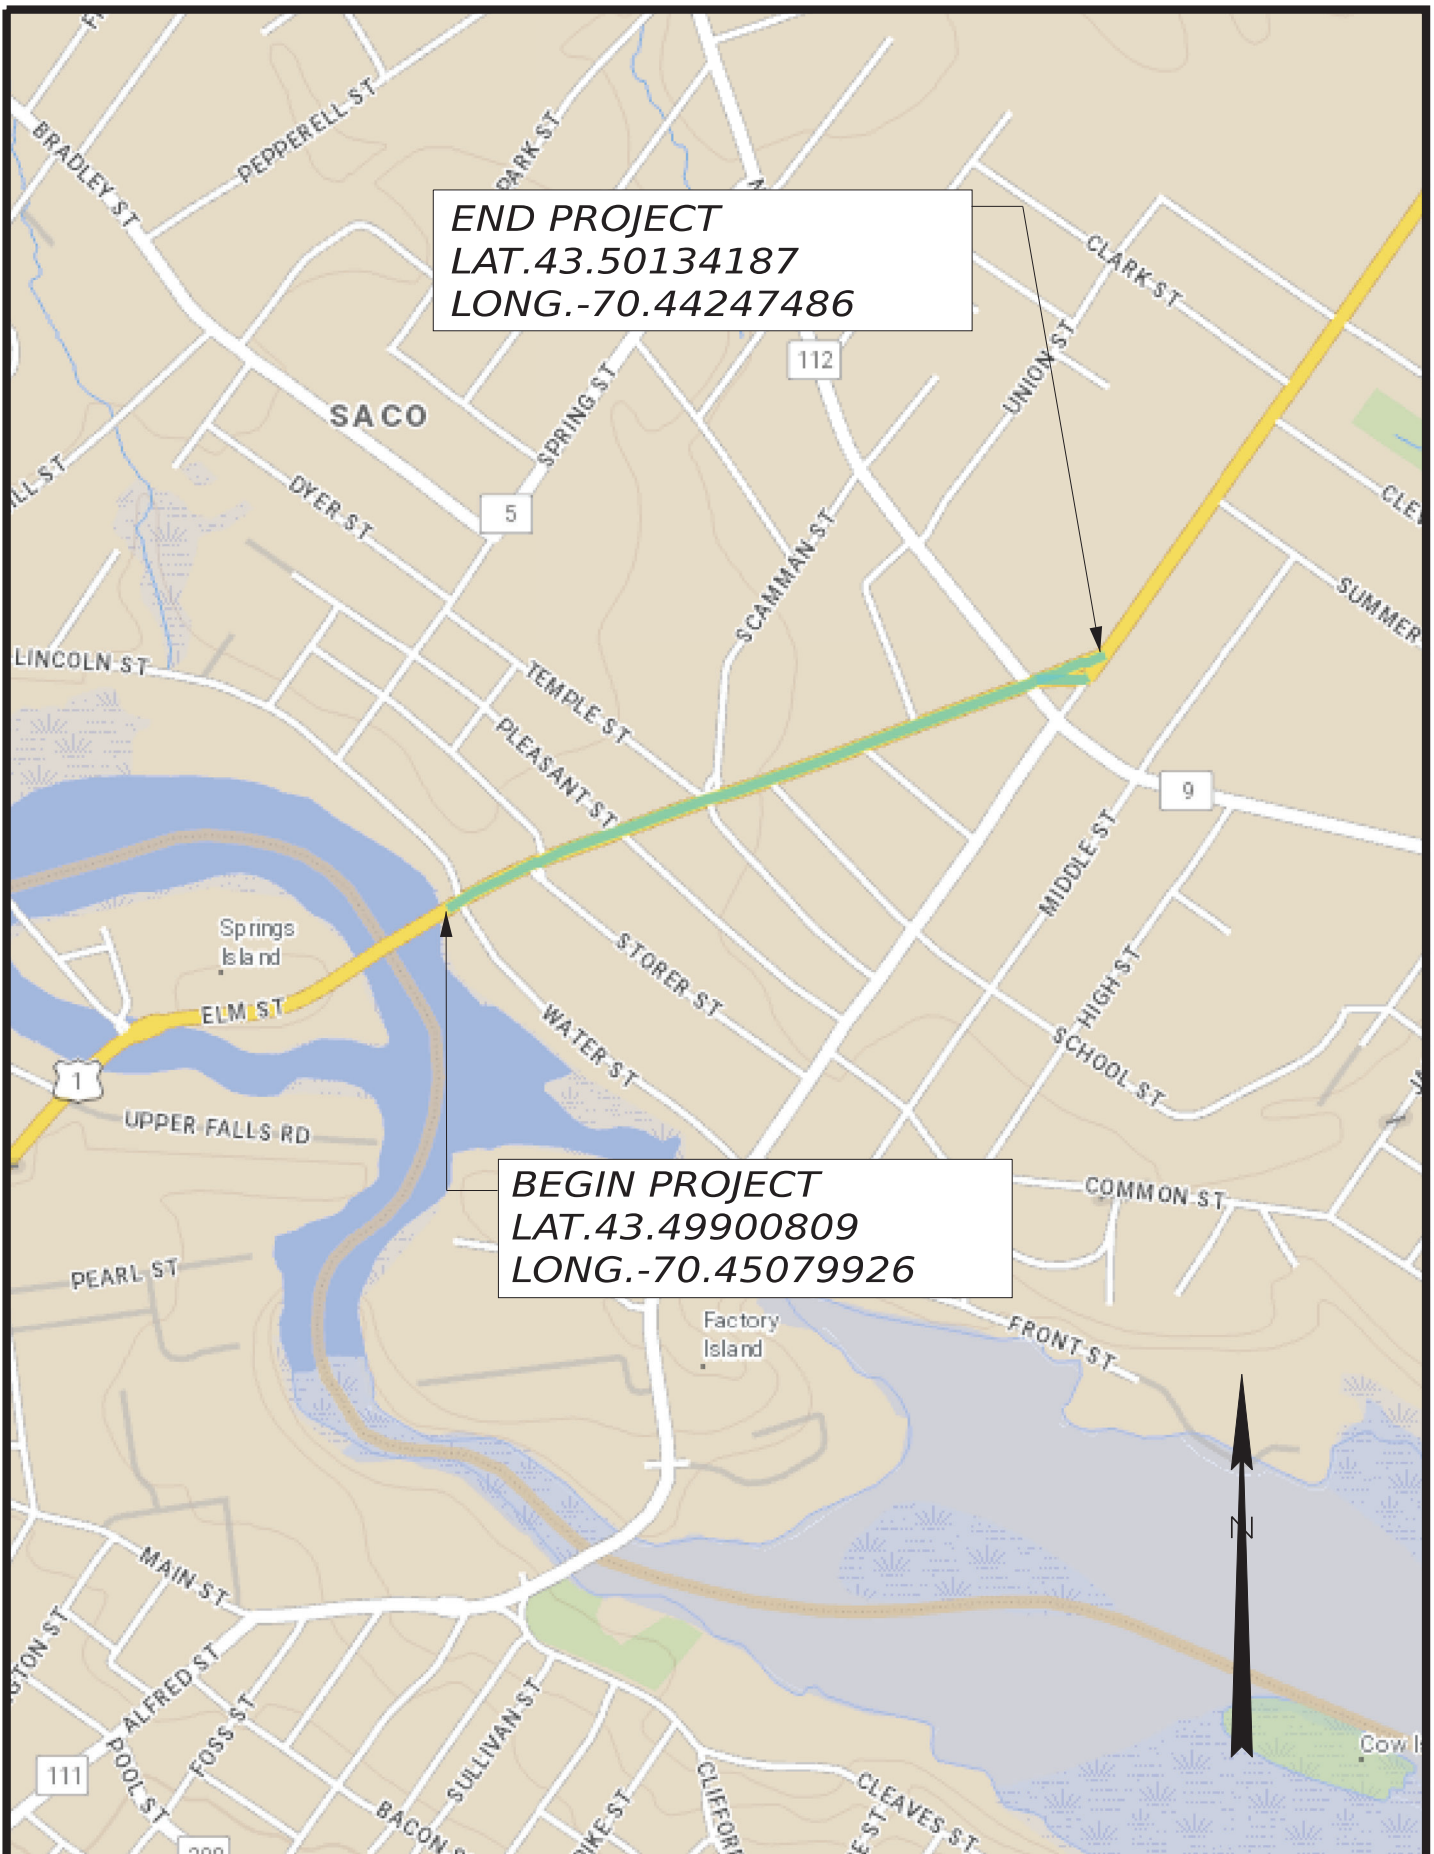 BRADLEY ST
PEPPERELL ST
PARK ST
END PROJECT
LAT.43.50134187
LONG.-70.44247486
CLARK ST
UNION ST
112
SACO
SPRING ST
5
DYER ST
SCAMMAN ST
SUMMER
LINCOLN ST
TEMPLE ST
PLEASANT ST
9
MIDDLE ST
Springs
Island
STORER ST
HIGH ST
ELM ST
WATER ST
SCHOOL ST
1
UPPER FALLS RD
BEGIN PROJECT
LAT.43.49900809
LONG.-70.45079926
COMMON ST
PEARL ST
Factory
Island
FRONT ST
N
MAIN ST
ALFRED ST
FOSS ST
SULLIVAN ST
POOL ST
111
BACON
CLEAVES ST
Cow